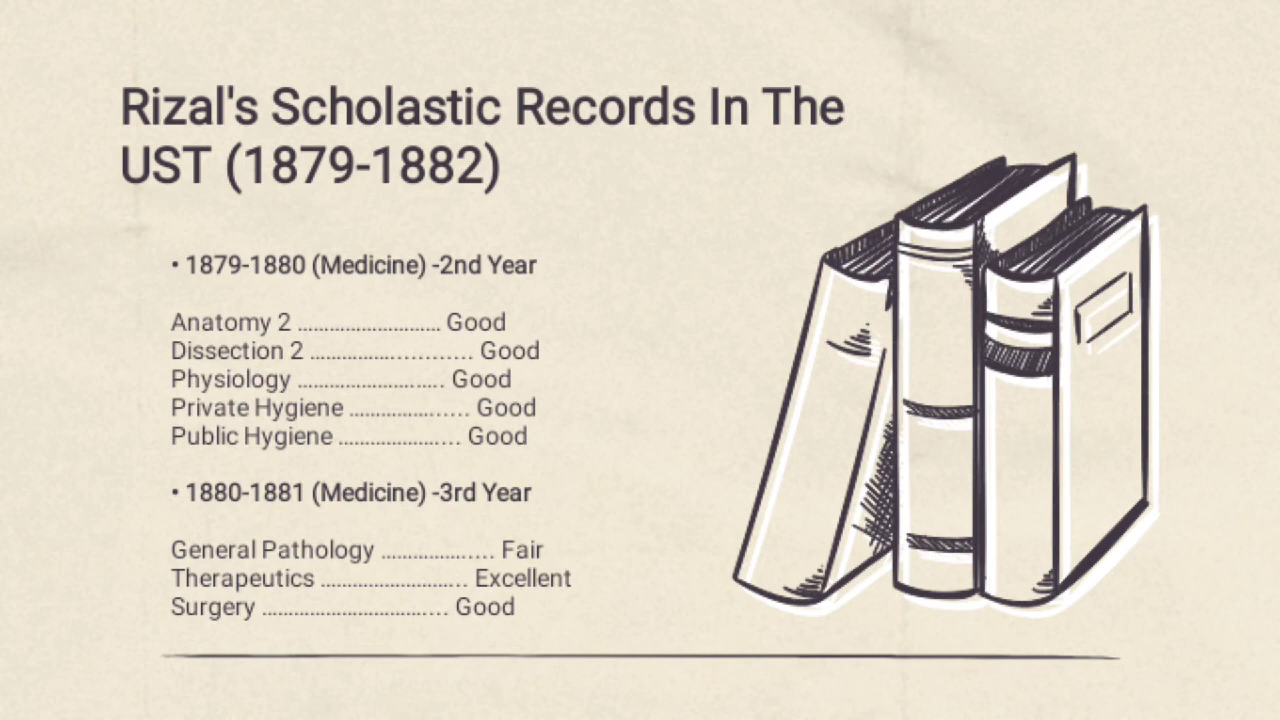 Rizal's Scholastic Records In The
UST (1879-1882)
• 1879-1880 (Medicine) -2nd Year
Anatomy 2 ........................... Good
Dissection 2 ........................... Good
Physiology ........................... Good
Private Hygiene ...................... Good
Public Hygiene ....................... Good
• 1880-1881 (Medicine) -3rd Year
General Pathology .................... Fair
Therapeutics ........................... Excellent
Surgery .................................. Good